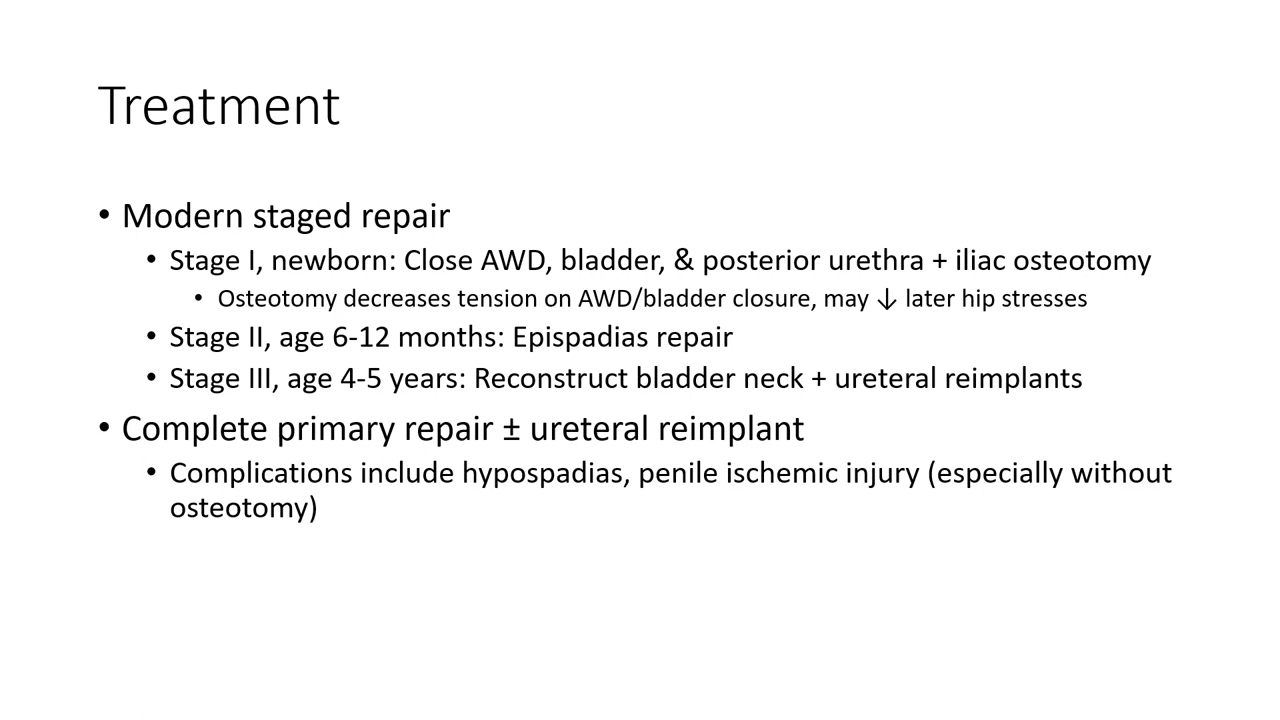 Treatment
• Modern staged repair
• Stage I, newborn: Close AWD, bladder, & posterior urethra + iliac osteotomy
• Osteotomy decreases tension on AWD/bladder closure, may ↓ later hip stresses
• Stage II, age 6-12 months: Epispadias repair
• Stage III, age 4-5 years: Reconstruct bladder neck + ureteral reimplants
• Complete primary repair ± ureteral reimplant
• Complications include hypospadias, penile ischemic injury (especially without
osteotomy)